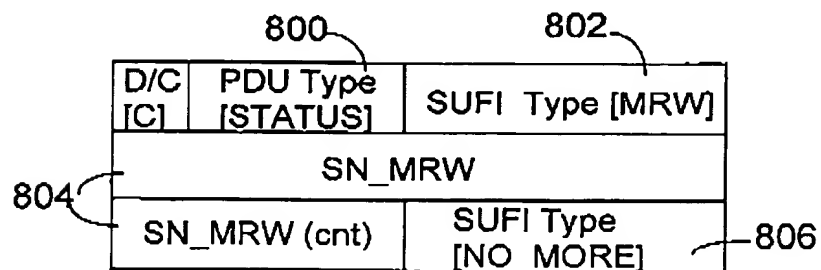 800
802
D/C PDU Type
[C] [STATUS]
SUFI Type [MRW]
SN_MRW
804
SN_MRW (cnt)
SUFI Type
[NO MORE]
806